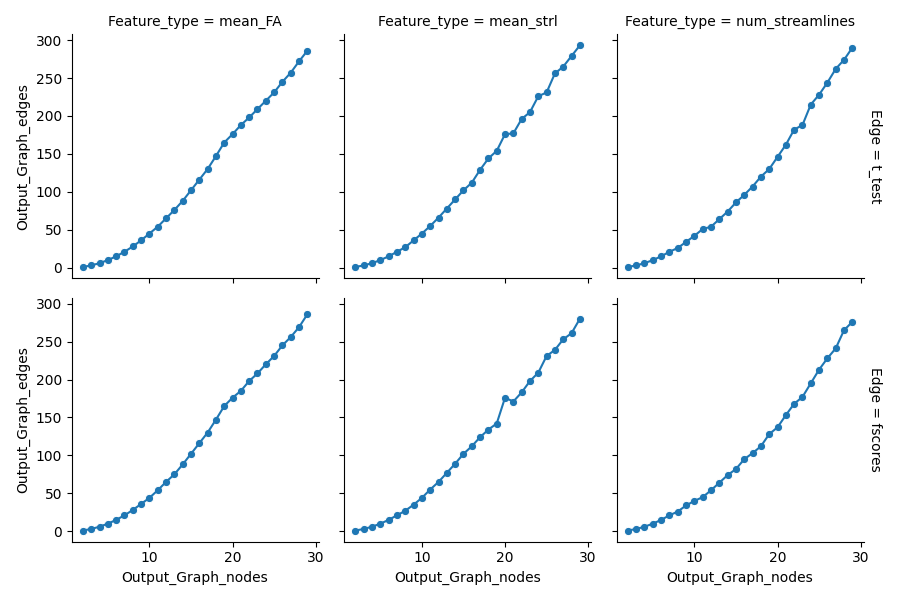 Feature_type = mean_FA
Feature_type = mean_strl
Feature_type = num_streamlines
300
250
200
150
100
50
0
Output_Graph_edges
Edge = t_test
300
250
200
150
100
50
0
Output_Graph_edges
Edge = fscores
10
20
30
10
20
30
10
20
30
Output_Graph_nodes
Output_Graph_nodes
Output_Graph_nodes